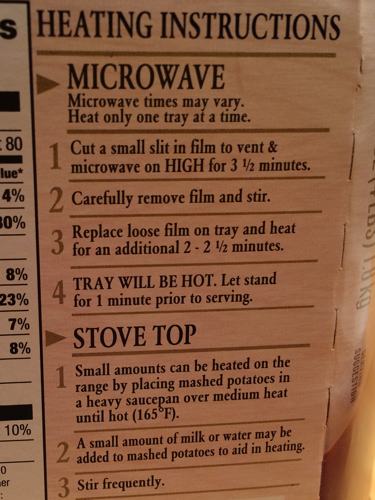 HEATING INSTRUCTIONS
MICROWAVE
Microwave times may vary.
Heat only one tray at a time.
1 Cut a small slit in film to vent &
microwave on HIGH for 3 ½ minutes.
2 Carefully remove film and stir.
3 Replace loose film on tray and heat
for an additional 2 - 2 ½ minutes.
4 TRAY WILL BE HOT. Let stand
for 1 minute prior to serving.
STOVE TOP
1 Small amounts can be heated on the
range by placing mashed potatoes in
a heavy saucepan over medium heat
until hot (165°F).
2 A small amount of milk or water may be
added to mashed potatoes to aid in heating.
3 Stir frequently.
80
lue*
4%
8%
23%
7%
8%
10%